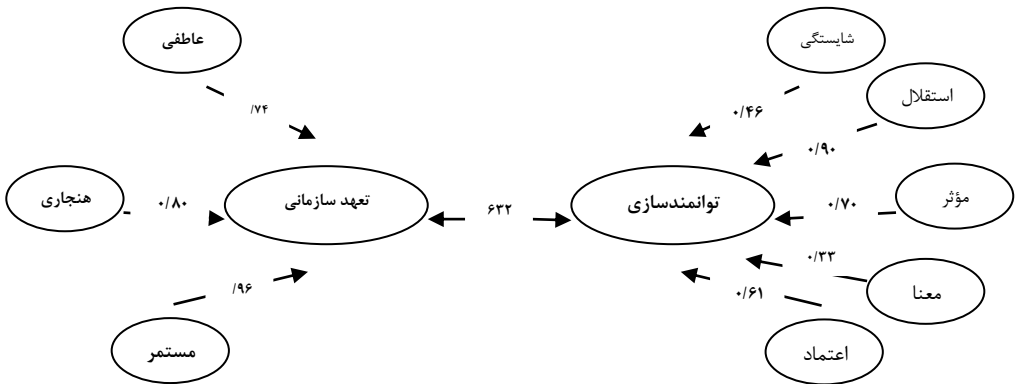 عاطفی
شایستگی
استقلال
/۷۴
۰/۴۶
۰/۹۰
هنجاری
۰/۸۰
تعهد سازمانی
۶۳۲
توانمندسازی
۰/۷۰
مؤثر
۰/۳۳
/۹۶
۰/۶۱
معنا
مستمر
اعتماد